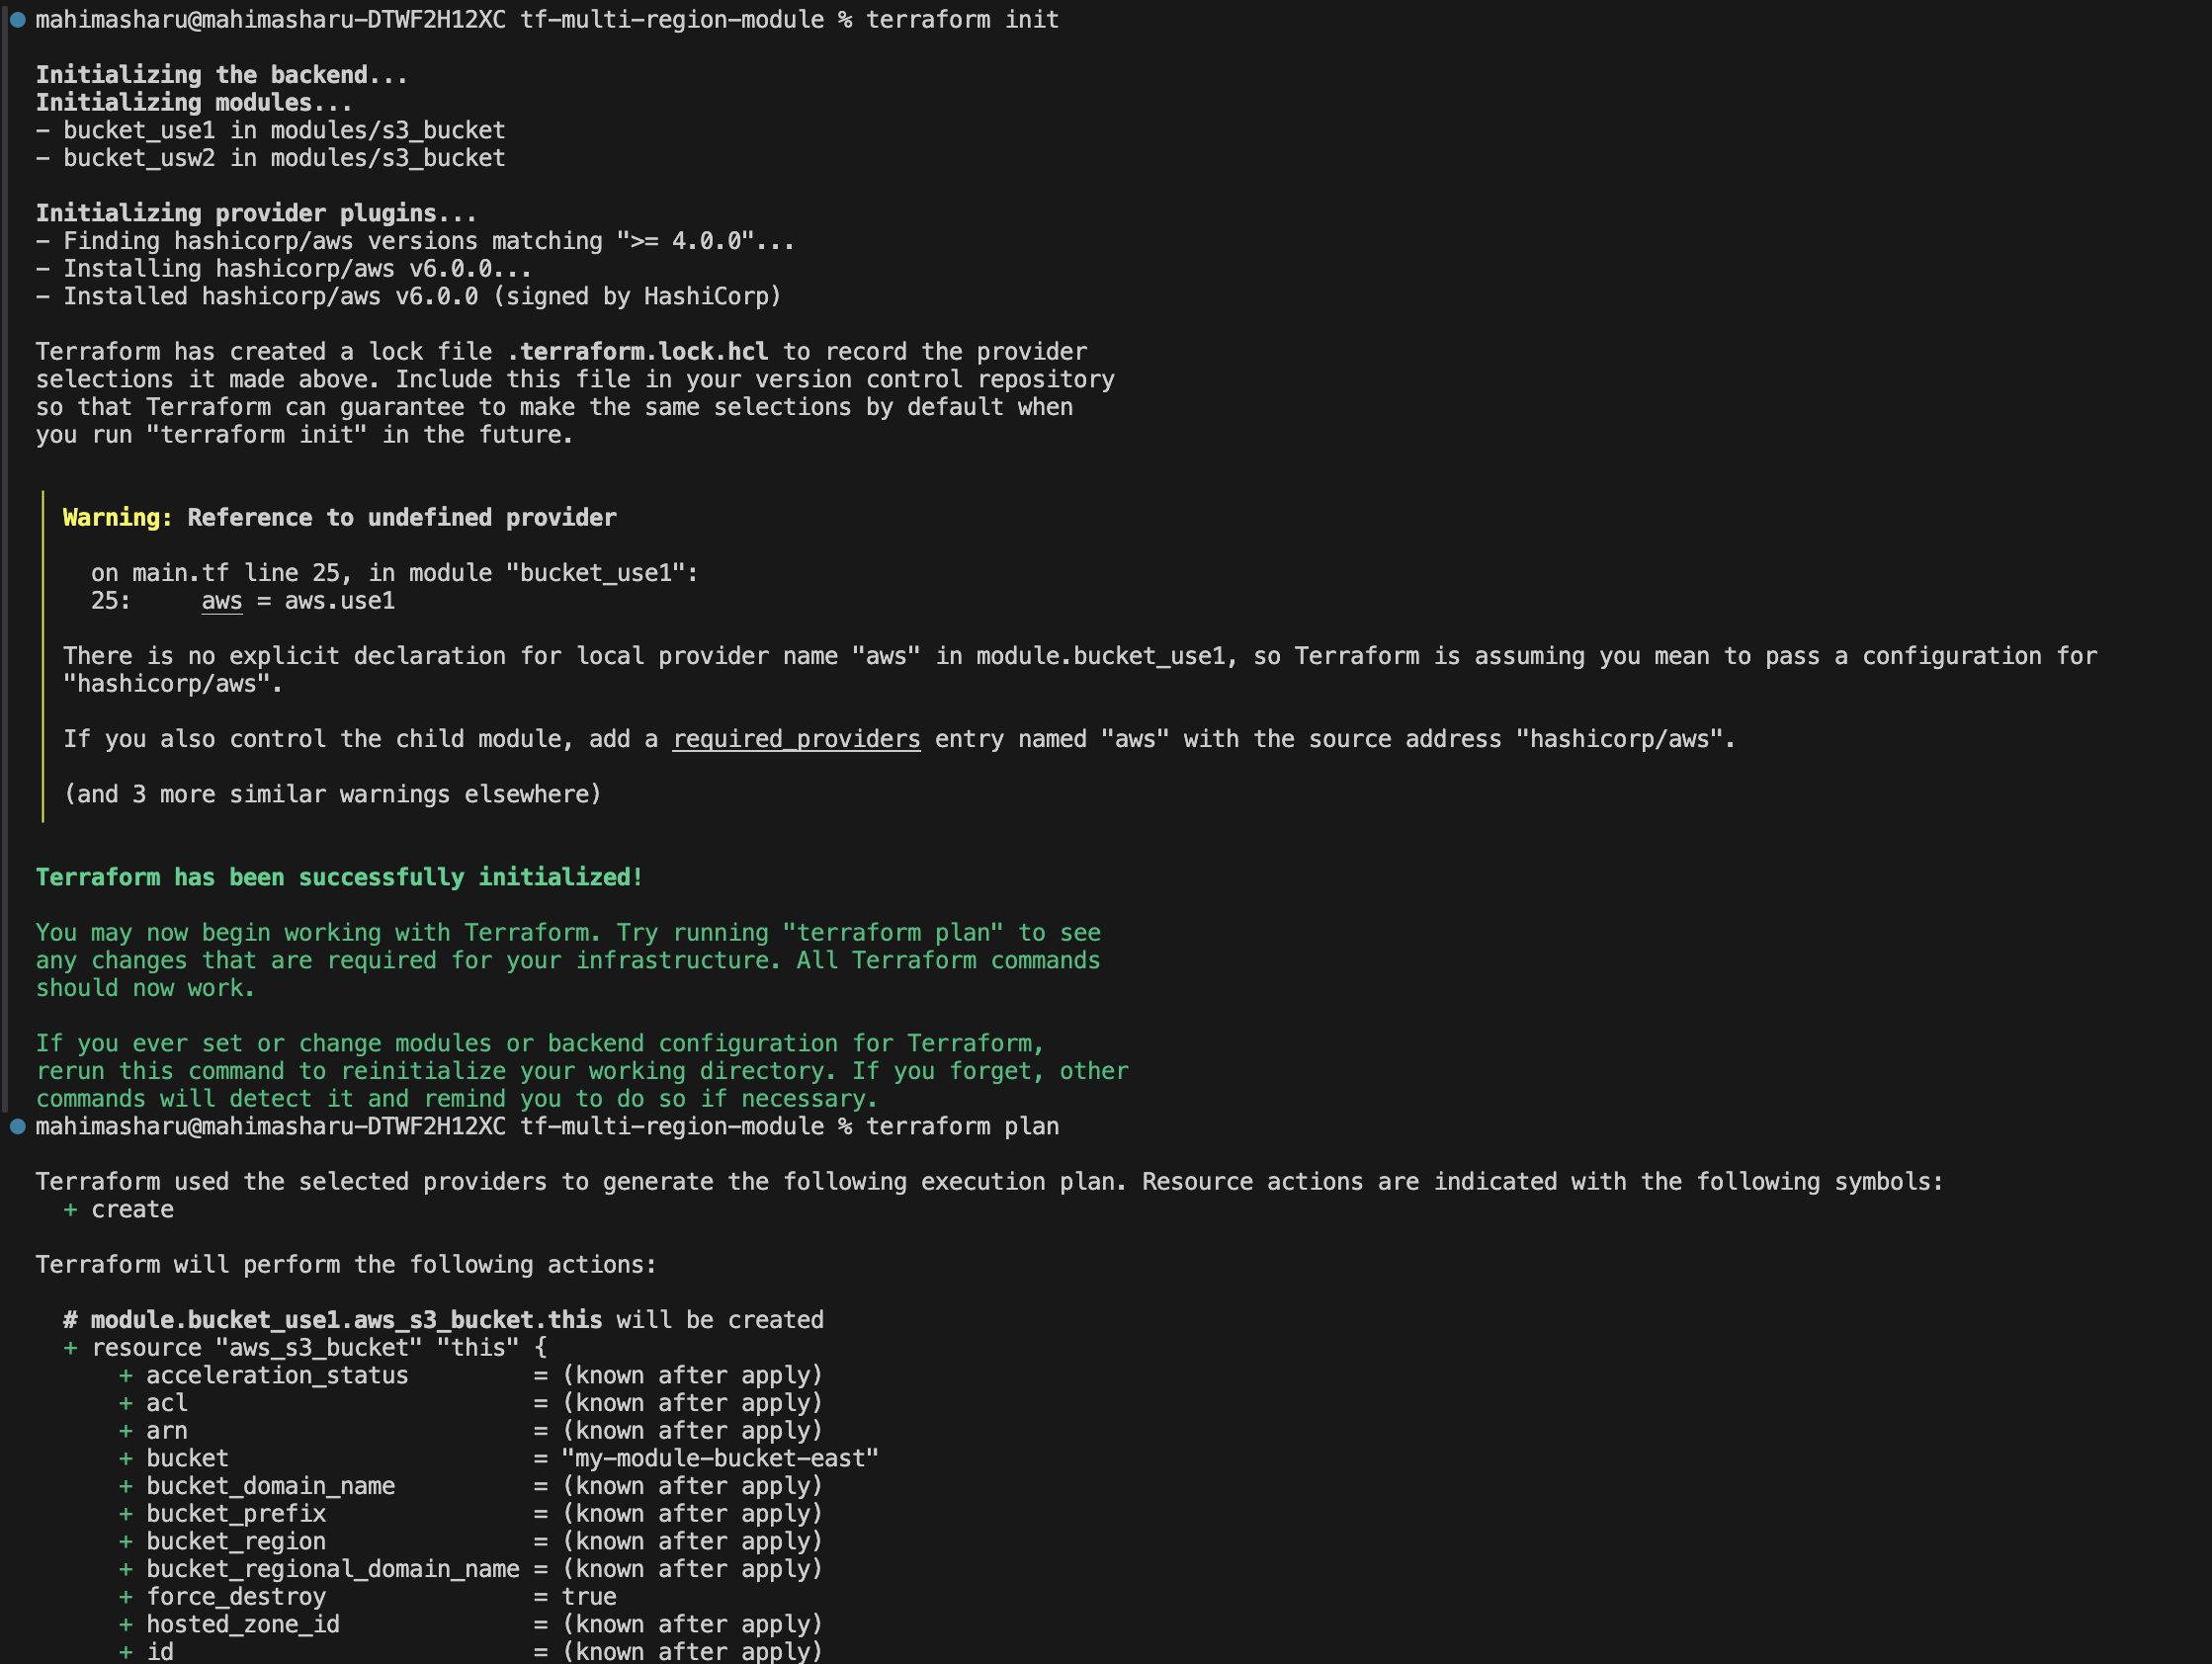 mahimasharu@mahimasharu-DTWF2H12XC tf-multi-region-module % terraform init
Initializing the backend...
Initializing modules...
- bucket_use1 in modules/s3_bucket
- bucket_usw2 in modules/s3_bucket
Initializing provider plugins...
- Finding hashicorp/aws versions matching ">= 4.0.0"...
- Installing hashicorp/aws v6.0.0...
- Installed hashicorp/aws v6.0.0 (signed by HashiCorp)
Terraform has created a lock file .terraform.lock.hcl to record the provider
selections it made above. Include this file in your version control repository
so that Terraform can guarantee to make the same selections by default when
you run "terraform init" in the future.
Warning: Reference to undefined provider
on main.tf line 25, in module "bucket_use1":
25:     aws = aws.use1
There is no explicit declaration for local provider name "aws" in module.bucket_use1, so Terraform is assuming you mean to pass a configuration for
"hashicorp/aws".
If you also control the child module, add a required_providers entry named "aws" with the source address "hashicorp/aws".
(and 3 more similar warnings elsewhere)
Terraform has been successfully initialized!
You may now begin working with Terraform. Try running "terraform plan" to see
any changes that are required for your infrastructure. All Terraform commands
should now work.
If you ever set or change modules or backend configuration for Terraform,
rerun this command to reinitialize your working directory. If you forget, other
commands will detect it and remind you to do so if necessary.
mahimasharu@mahimasharu-DTWF2H12XC tf-multi-region-module % terraform plan
Terraform used the selected providers to generate the following execution plan. Resource actions are indicated with the following symbols:
+ create
Terraform will perform the following actions:
# module.bucket_use1.aws_s3_bucket.this will be created
+ resource "aws_s3_bucket" "this" {
+ acceleration_status         = (known after apply)
+ acl                         = (known after apply)
+ arn                         = (known after apply)
+ bucket                      = "my-module-bucket-east"
+ bucket_domain_name          = (known after apply)
+ bucket_prefix               = (known after apply)
+ bucket_region               = (known after apply)
+ bucket_regional_domain_name = (known after apply)
+ force_destroy               = true
+ hosted_zone_id              = (known after apply)
+ id                          = (known after apply)